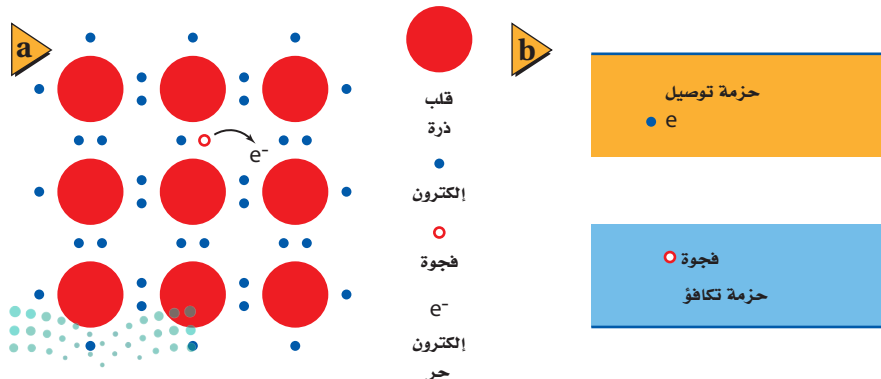 a
e-
قلب
ذرة
إلكترون
فجوة
e-
إلكترون
حر
b
حزمة توصيل
e
فجوة
حزمة تكافؤ